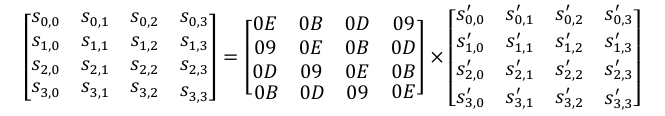 [s0,0 s0,1 s0,2 s0,3] [0E 0B 0D 09] [s′0,0 s′0,1 s′0,2 s′0,3]
[s1,0 s1,1 s1,2 s1,3] = [09 0E 0B 0D] × [s′1,0 s′1,1 s′1,2 s′1,3]
[s2,0 s2,1 s2,2 s2,3] [0D 09 0E 0B] [s′2,0 s′2,1 s′2,2 s′2,3]
[s3,0 s3,1 s3,2 s3,3] [0B 0D 09 0E] [s′3,0 s′3,1 s′3,2 s′3,3]